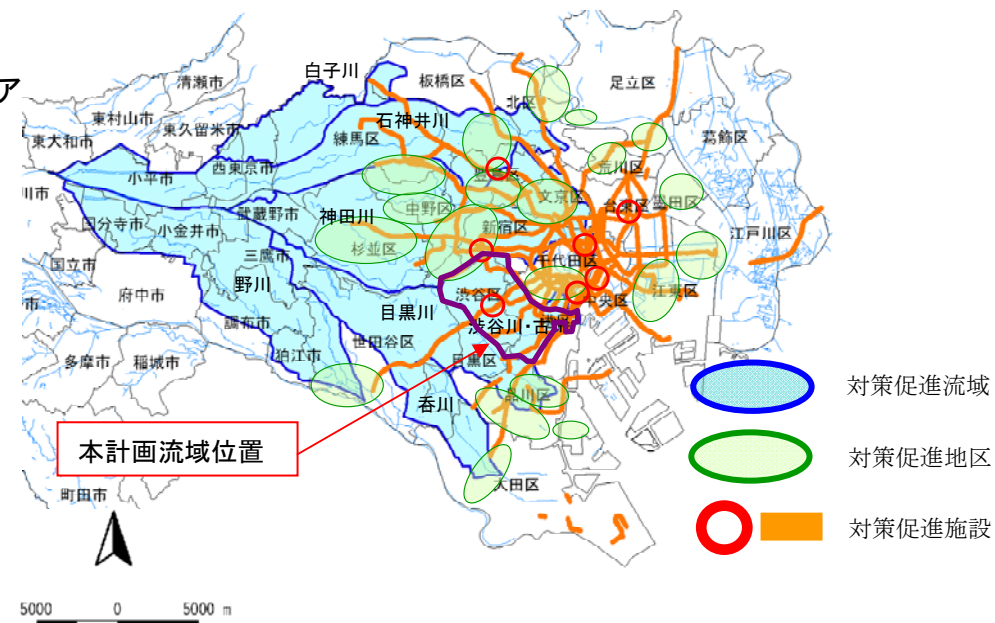 ア
白子川
板橋区
足立区
清瀬市
北区
東村山市
石神井川
東久留米市
練馬区
葛飾区
東大和市
西東京市
小平市
荒川区
文京区
中野区
台東区
墨田区
川市
武蔵野市
神田川
新宿区
国分寺市
小金井市
杉並区
江戸川区
三鷹市
千代田区
国立市
野川
渋谷区
江東区
府中市
中央区
市
目黒川
渋谷川・古川
調布市
世田谷区
狛江市
目黒区
多摩市
稲城市
品川区
呑川
対策促進流域
本計画流域位置
対策促進地区
大田区
町田市
対策促進施設
5000 0 5000 m